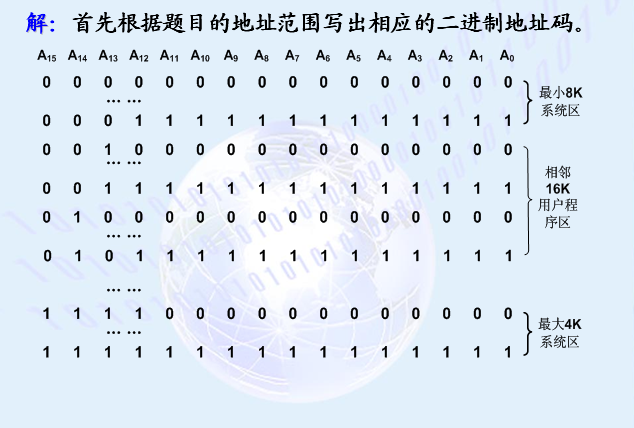 解：首先根据题目的地址范围写出相应的二进制地址码。
A15 A14 A13 A12 A11 A10 A9 A8 A7 A6 A5 A4 A3 A2 A1 A0
0 0 0 0 0 0 0 0 0 0 0 0 0 0 0 0
... ...
0 0 0 1 1 1 1 1 1 1 1 1 1 1 1 1
最小8K
系统区
0 0 1 0 0 0 0 0 0 0 0 0 0 0 0 0
... ...
0 0 1 1 1 1 1 1 1 1 1 1 1 1 1 1
0 1 0 0 0 0 0 0 0 0 0 0 0 0 0 0
... ...
0 1 0 1 1 1 1 1 1 1 1 1 1 1 1 1
相邻
16K
用户程
序区
... ...
1 1 1 1 0 0 0 0 0 0 0 0 0 0 0 0
... ...
1 1 1 1 1 1 1 1 1 1 1 1 1 1 1 1
最大4K
系统区